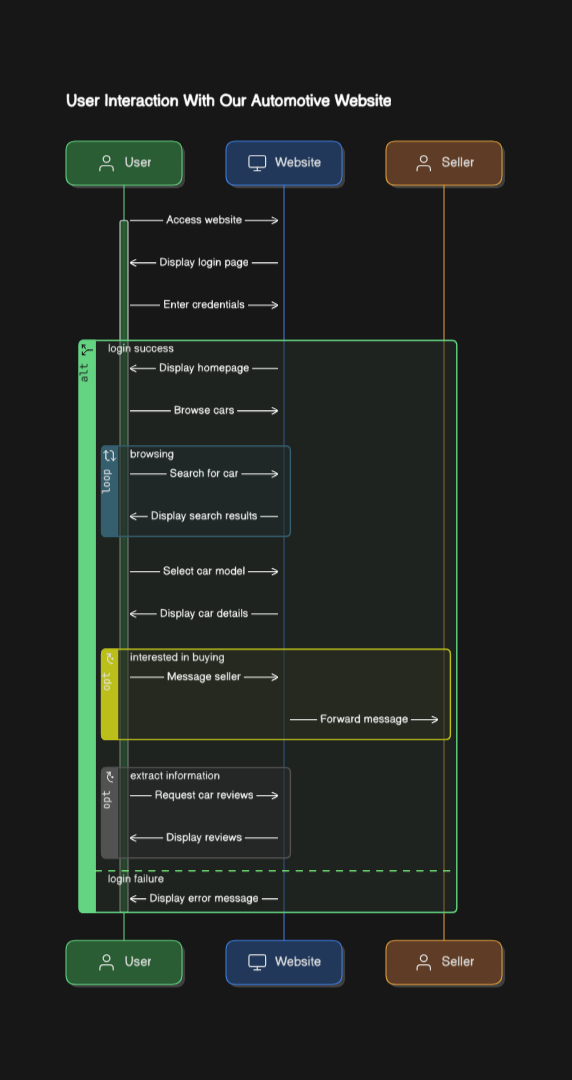 User Interaction With Our Automotive Website
User
Website
Seller
Access website
Display login page
Enter credentials
alt
login success
Display homepage
Browse cars
loop
browsing
Search for car
Display search results
Select car model
Display car details
opt
interested in buying
Message seller
Forward message
opt
extract information
Request car reviews
Display reviews
login failure
Display error message
User
Website
Seller